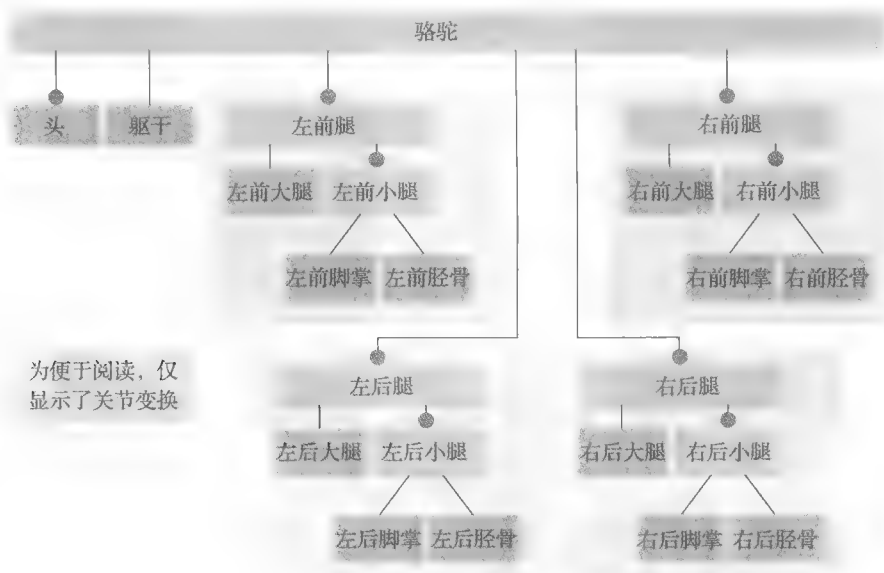 骆驼
头
躯干
左前腿
右前腿
左前大腿
左前小腿
右前大腿
右前小腿
左前脚掌
左前胫骨
右前脚掌
右前胫骨
为便于阅读，仅
显示了关节变换
左后腿
右后腿
左后大腿
左后小腿
右后大腿
右后小腿
左后脚掌
左后胫骨
右后脚掌
右后胫骨